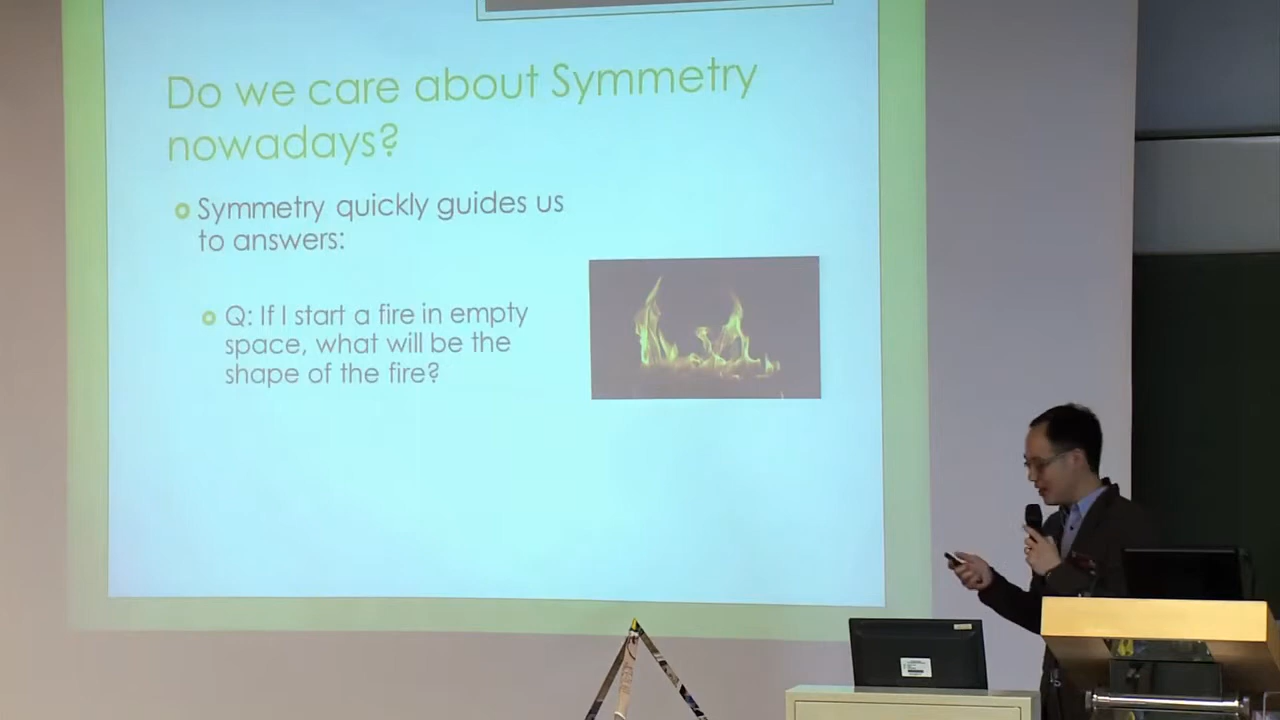 Do we care about Symmetry
nowadays?
Symmetry quickly guides us
to answers:
Q: If I start a fire in empty
space, what will be the
shape of the fire?